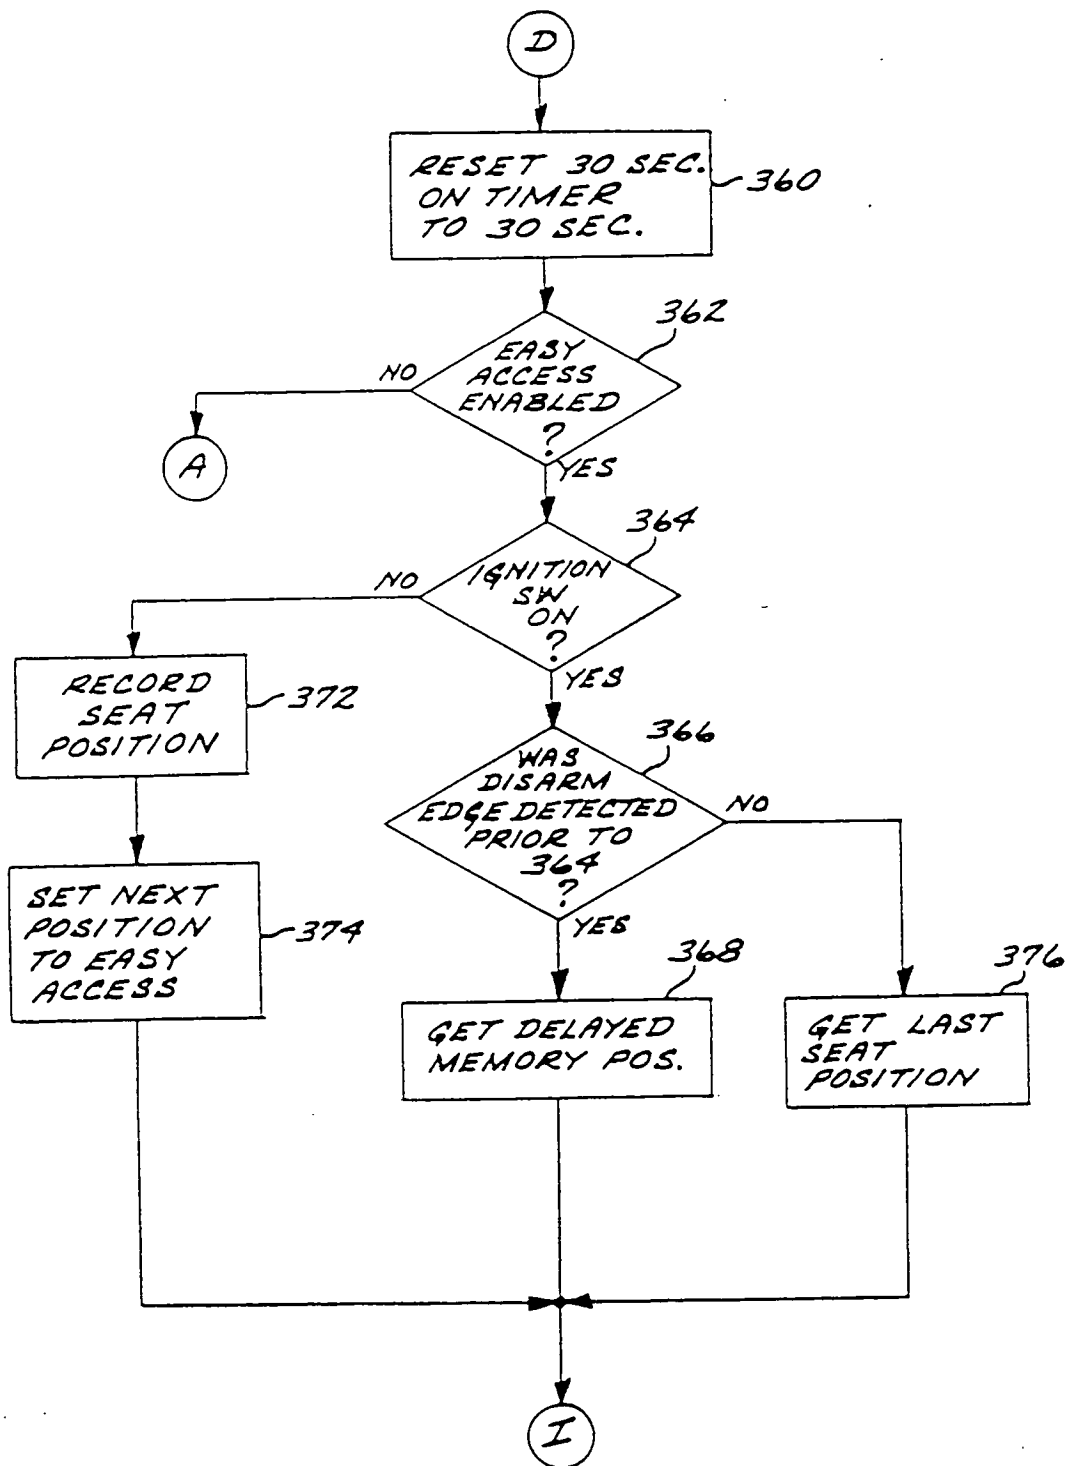 D
RESET 30 SEC.
ON TIMER
TO 30 SEC.
360
362
EASY
ACCESS
ENABLED
?
NO
YES
A
364
IGNITION
SW
ON
?
NO
YES
RECORD
SEAT
POSITION
372
366
WAS
DISARM
EDGE DETECTED
PRIOR TO
364
?
NO
YES
SET NEXT
POSITION
TO EASY
ACCESS
374
368
GET DELAYED
MEMORY POS.
376
GET LAST
SEAT
POSITION
I